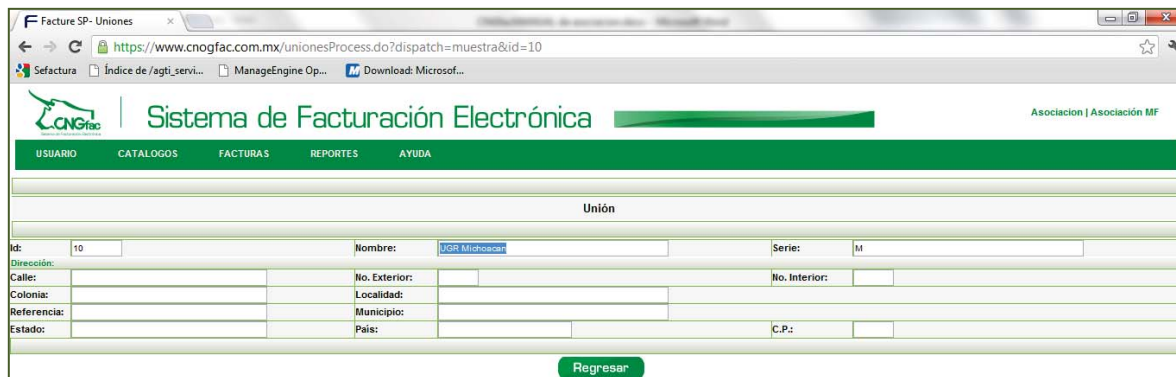 Facture SP- Uniones
https://www.cnogfac.com.mx/unionesProcess.do?dispatch=muestra&id=10
Sefactura Índice de /agti_servi... ManageEngine Op... Download: Microsof...
CNGfac Sistema de Facturación Electrónica Asociacion | Asociación MF
USUARIO CATALOGOS FACTURAS REPORTES AYUDA
Unión
Id: 10 Nombre: UGR Michoacan Serie: M
Dirección:
Calle: No. Exterior: No. Interior:
Colonia: Localidad:
Referencia: Municipio:
Estado: País: C.P.:
Regresar